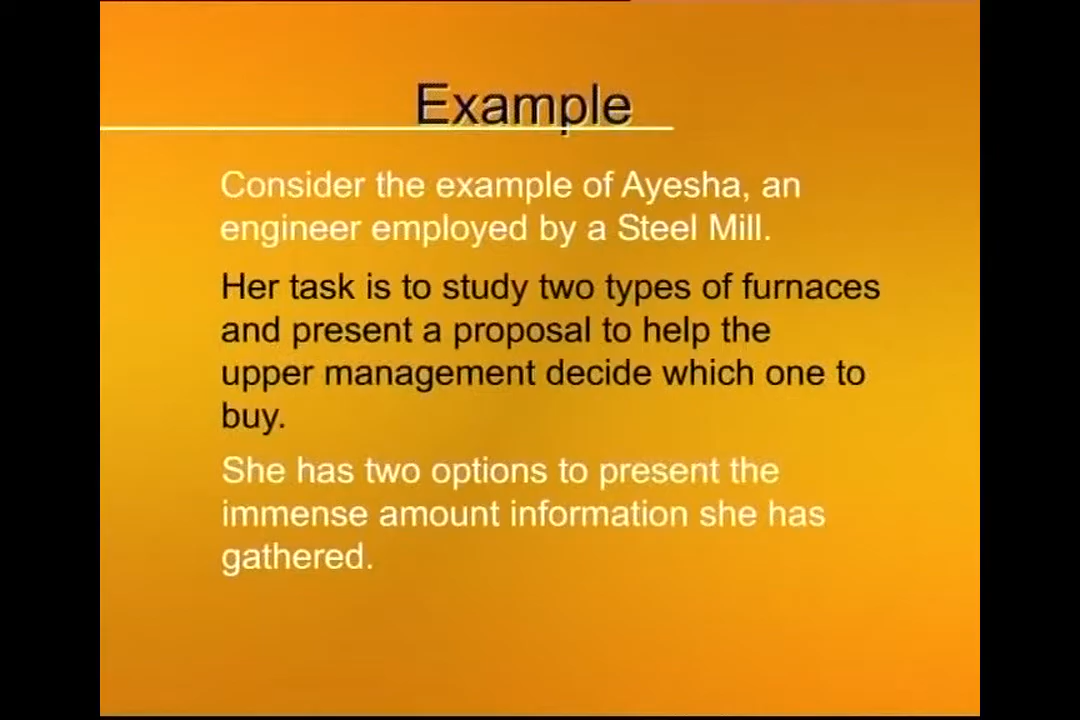 Example
Consider the example of Ayesha, an
engineer employed by a Steel Mill.
Her task is to study two types of furnaces
and present a proposal to help the
upper management decide which one to
buy.
She has two options to present the
immense amount information she has
gathered.